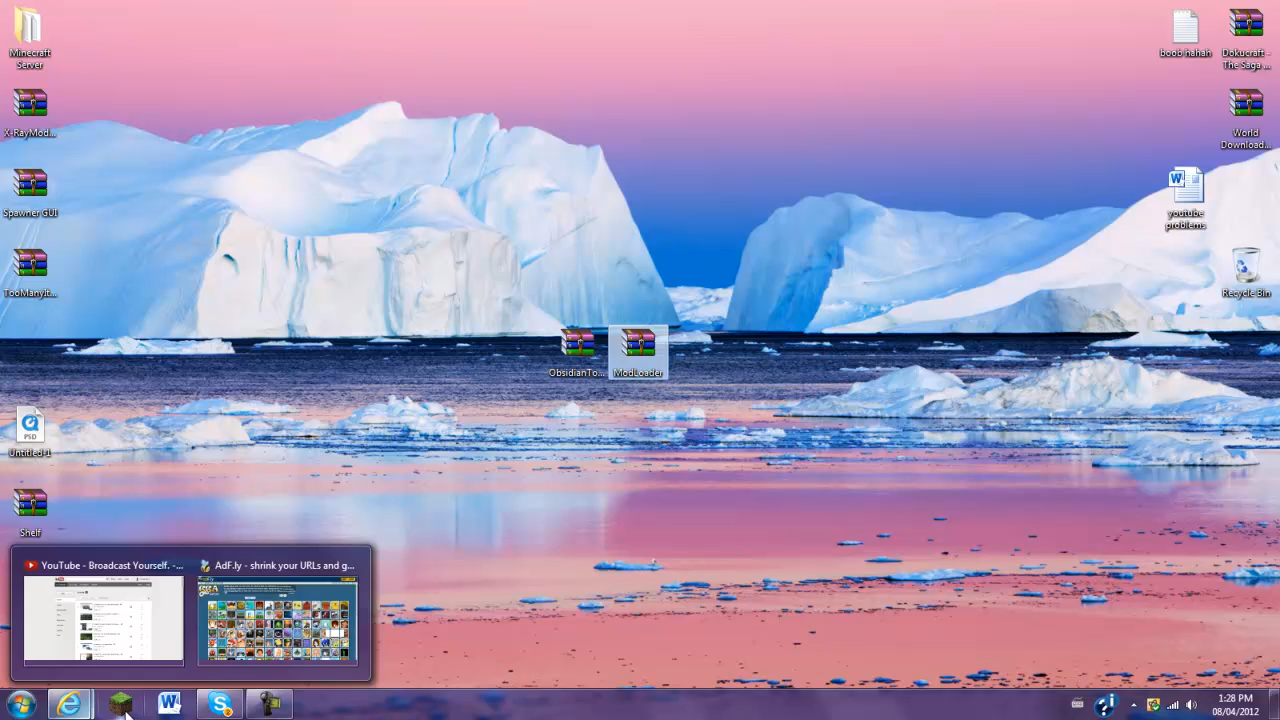 Minecraft
Server
X-RayMod...
Spawner GUI
TooManyIt...
PSD
Untitled-1
Shelf
ObsidianTo...
ModLoader
boob hahah
Dokucraft -
The Saga ...
World
Download...
youtube
problems
Recycle Bin
YouTube - Broadcast Yourself. -...
AdF.ly - shrink your URLs and g...
1:28 PM
08/04/2012